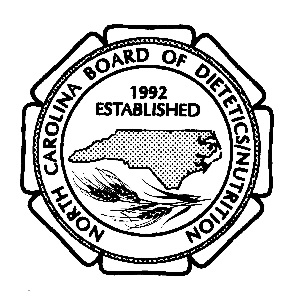 NORTH CAROLINA BOARD OF DIETETICS/NUTRITION
1992
ESTABLISHED